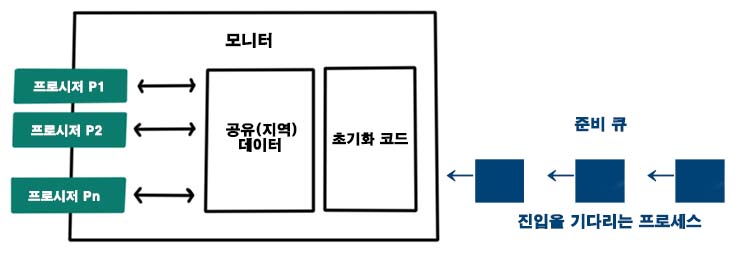 모니터
프로시저 P1
프로시저 P2
프로시저 Pn
공유(지역)
데이터
초기화 코드
준비 큐
진입을 기다리는 프로세스